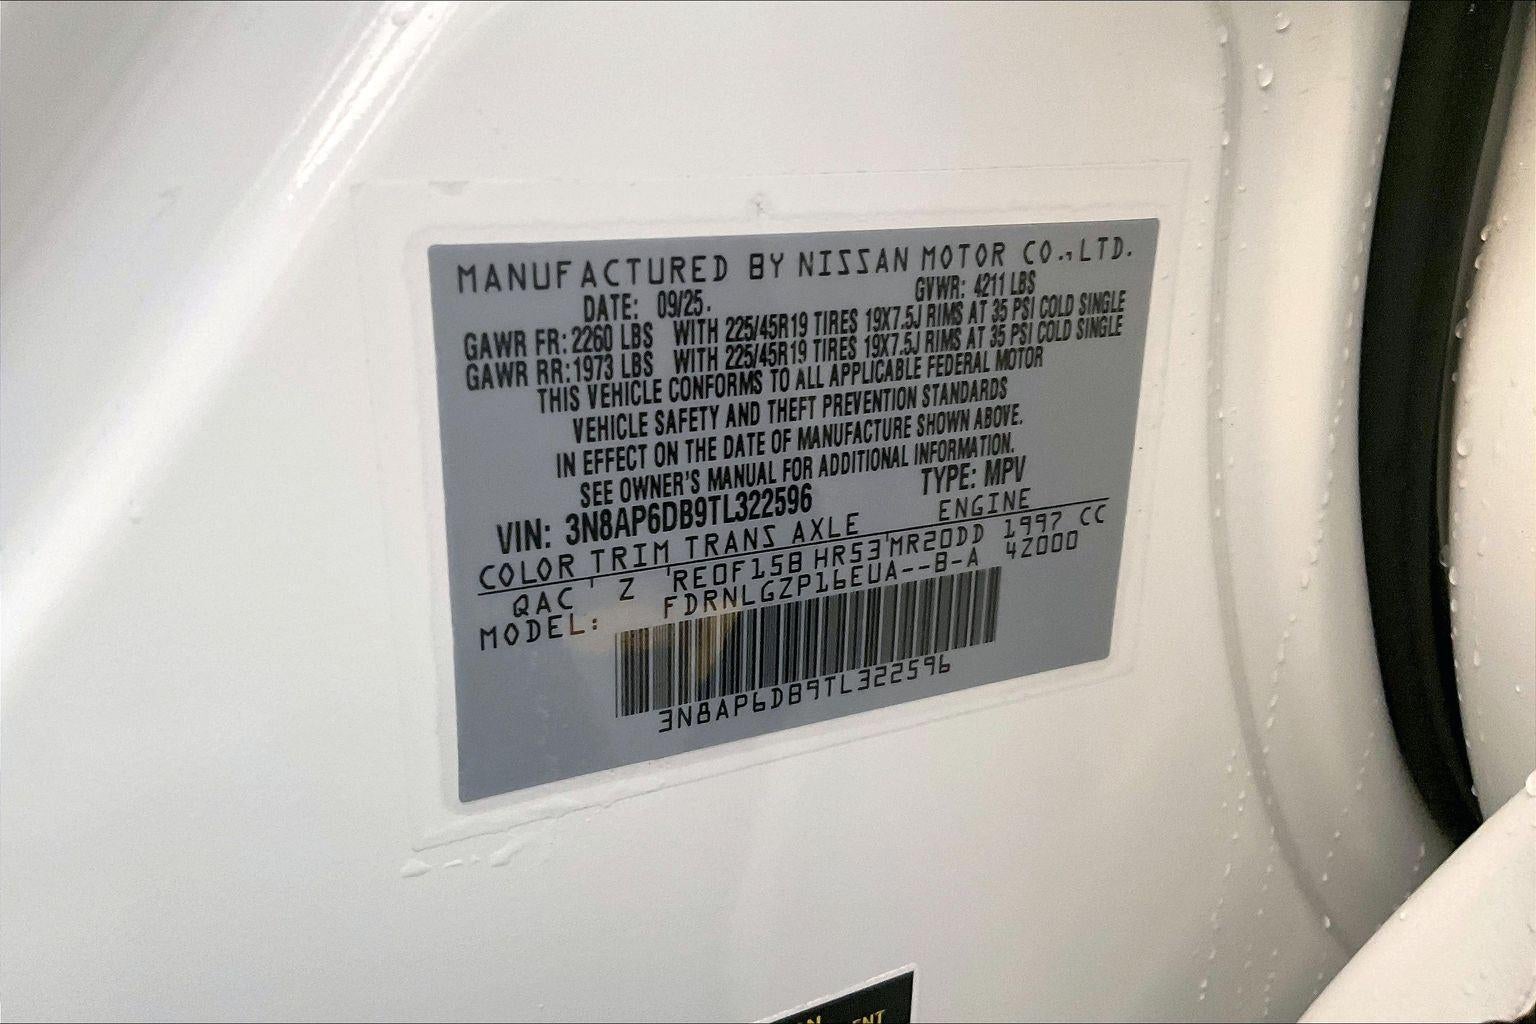 MANUFACTURED BY NISSAN MOTOR CO.,LTD.
DATE: 09/25. GVWR: 4211 LBS
GAWR FR: 2260 LBS WITH 225/45R19 TIRES 19X7.5J RIMS AT 35 PSI COLD SINGLE
GAWR RR: 1973 LBS WITH 225/45R19 TIRES 19X7.5J RIMS AT 35 PSI COLD SINGLE
THIS VEHICLE CONFORMS TO ALL APPLICABLE FEDERAL MOTOR
VEHICLE SAFETY AND THEFT PREVENTION STANDARDS
IN EFFECT ON THE DATE OF MANUFACTURE SHOWN ABOVE.
SEE OWNER'S MANUAL FOR ADDITIONAL INFORMATION.
VIN: 3N8AP6DB9TL322596 TYPE: MPV
COLOR TRIM TRANS AXLE ENGINE
QAC Z RE0F15B HR53 MR20DD 1997 CC
MODEL: FDRNLGZP16EUA--B-A 4Z000
3N8AP6DB9TL322596